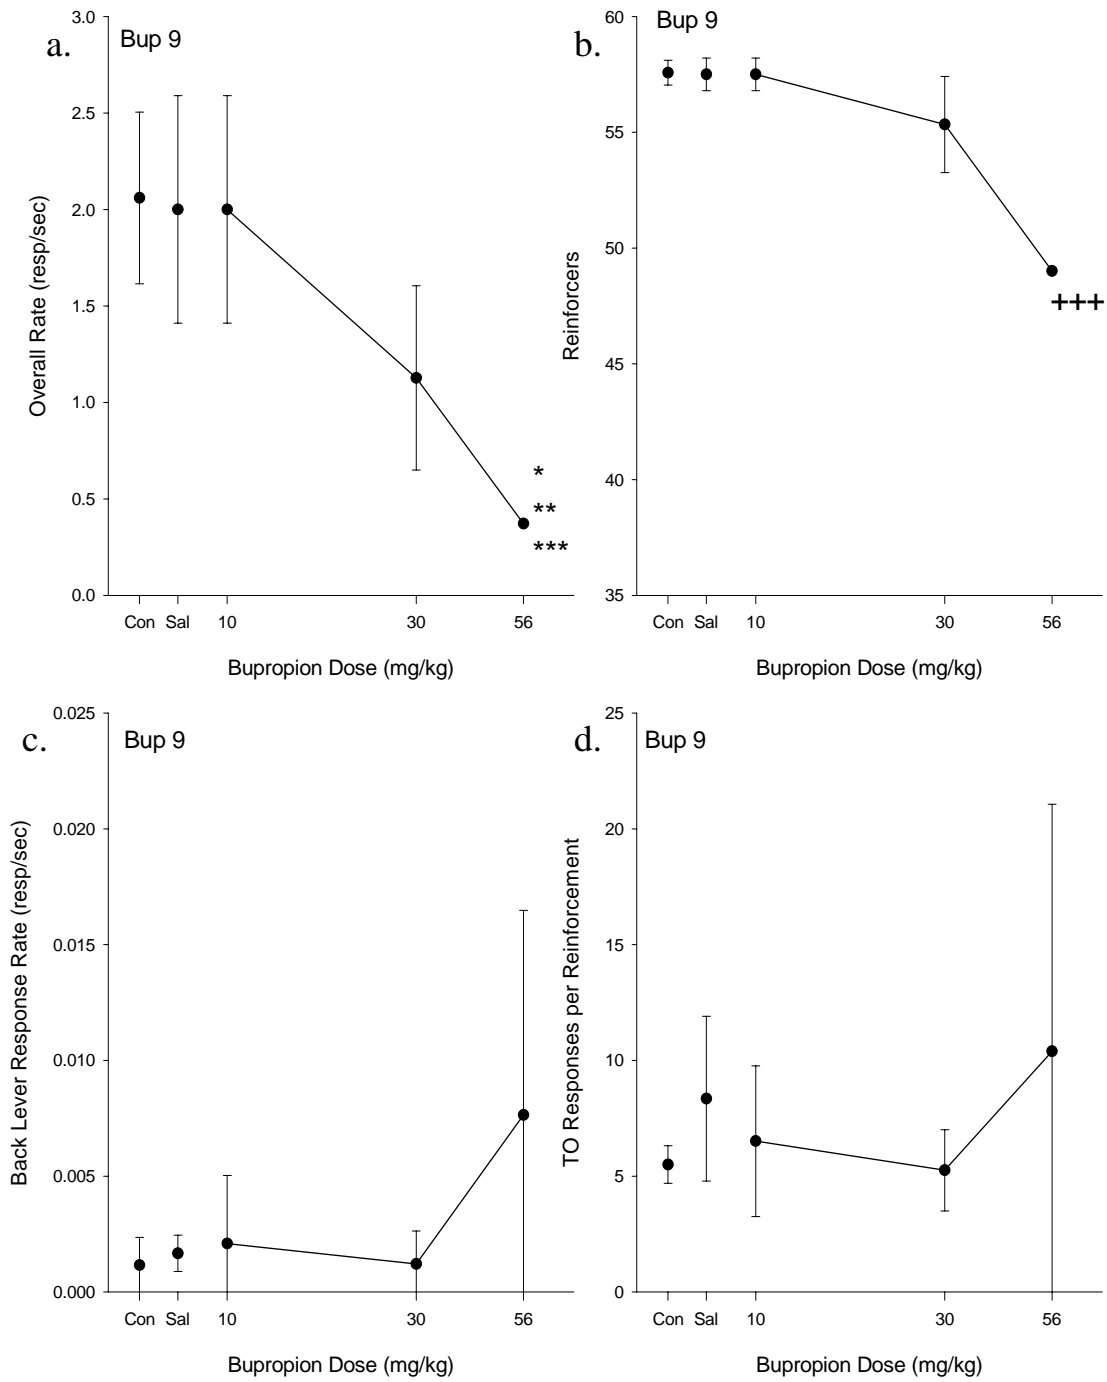 a.
Bup 9
3.0
2.5
2.0
1.5
1.0
0.5
0.0
Overall Rate (resp/sec)
*
**
***
Con Sal 10 30 56
Bupropion Dose (mg/kg)
b.
Bup 9
60
55
50
45
40
35
Reinforcers
+++
Con Sal 10 30 56
Bupropion Dose (mg/kg)
c.
Bup 9
0.025
0.020
0.015
0.010
0.005
0.000
Back Lever Response Rate (resp/sec)
Con Sal 10 30 56
Bupropion Dose (mg/kg)
d.
Bup 9
25
20
15
10
5
0
TO Responses per Reinforcement
Con Sal 10 30 56
Bupropion Dose (mg/kg)